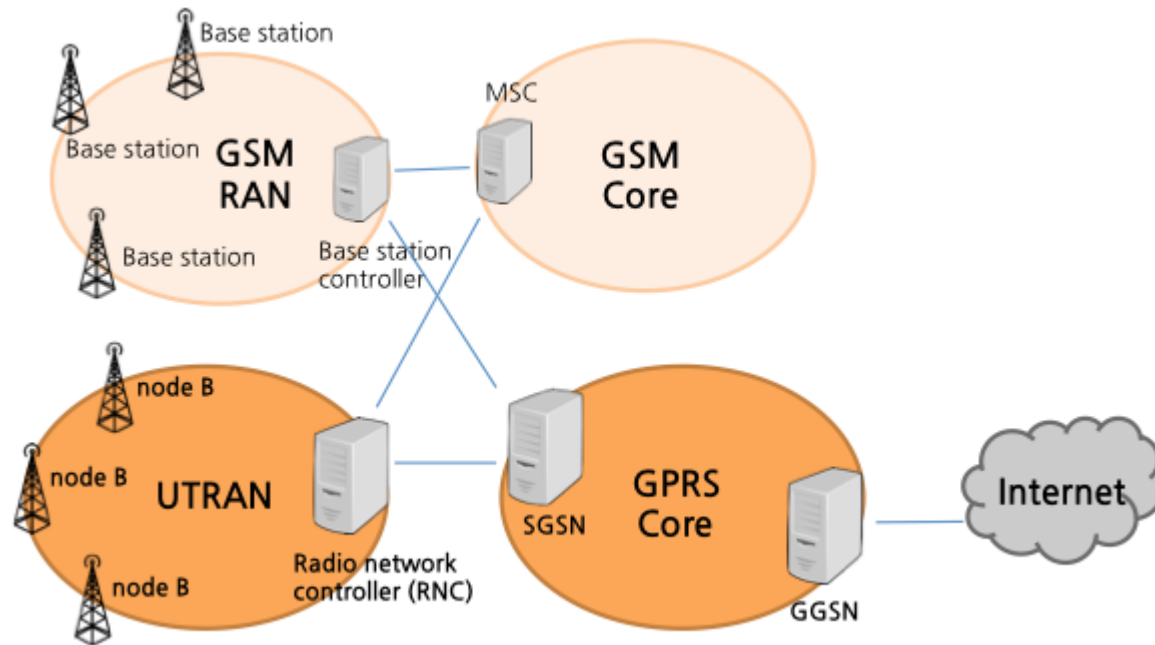 Base station
MSC
Base station
GSM
RAN
GSM
Core
Base station
Base station
controller
node B
node B
UTRAN
GPRS
Core
Internet
SGSN
Radio network
controller (RNC)
node B
GGSN